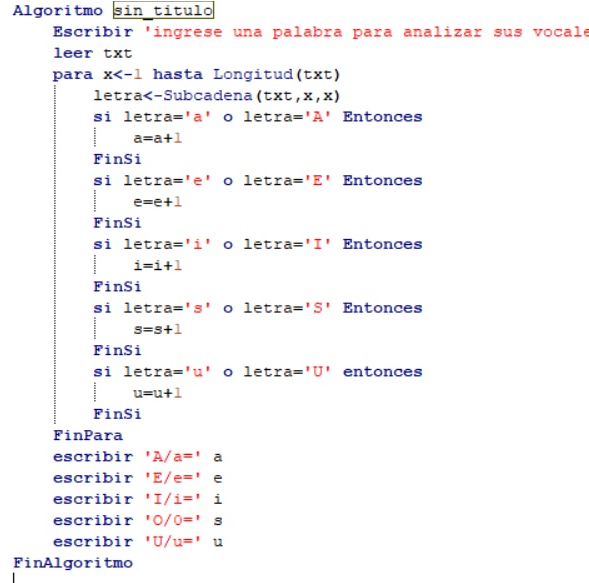 Algoritmo sin_titulo
Escribir 'ingrese una palabra para analizar sus vocale
leer txt
para x<-1 hasta Longitud(txt)
letra<-Subcadena(txt,x,x)
si letra='a' o letra='A' Entonces
a=a+1
FinSi
si letra='e' o letra='E' Entonces
e=e+1
FinSi
si letra='i' o letra='I' Entonces
i=i+1
FinSi
si letra='s' o letra='S' Entonces
s=s+1
FinSi
si letra='u' o letra='U' entonces
u=u+1
FinSi
FinPara
escribir 'A/a=' a
escribir 'E/e=' e
escribir 'I/i=' i
escribir 'O/0=' s
escribir 'U/u=' u
FinAlgoritmo